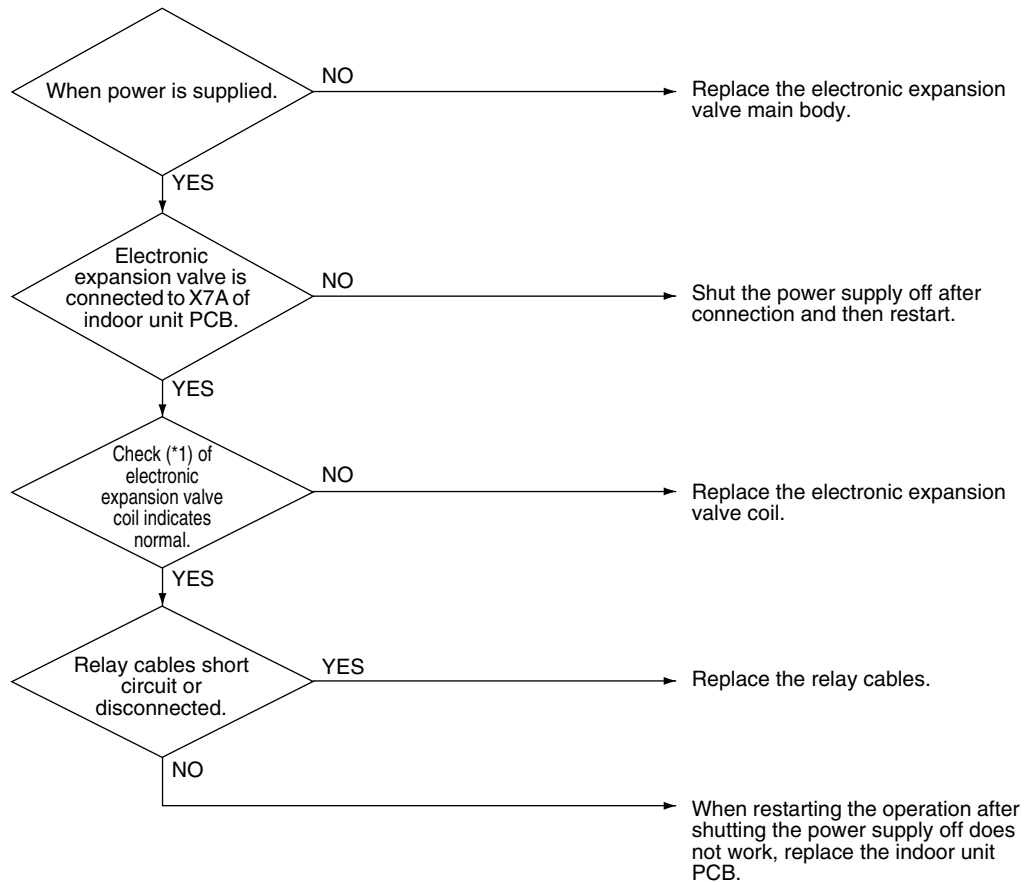 When power is supplied.
NO
Replace the electronic expansion
valve main body.
YES
Electronic
expansion valve is
connected to X7A of
indoor unit PCB.
NO
Shut the power supply off after
connection and then restart.
YES
Check (*1) of
electronic
expansion valve
coil indicates
normal.
NO
Replace the electronic expansion
valve coil.
YES
Relay cables short
circuit or
disconnected.
YES
Replace the relay cables.
NO
When restarting the operation after
shutting the power supply off does
not work, replace the indoor unit
PCB.